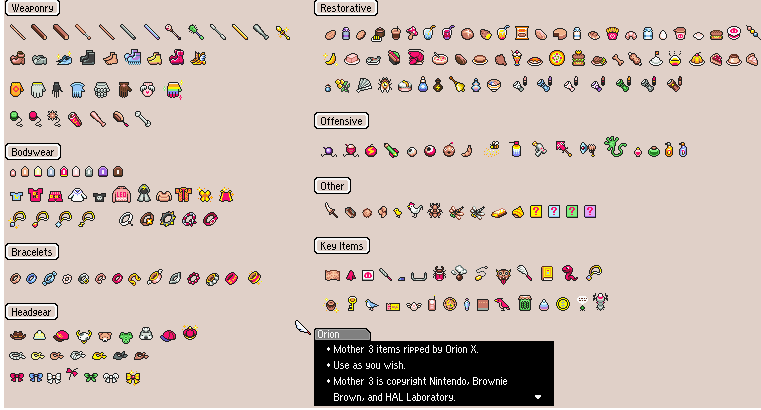 Weaponry
Restorative
Offensive
Bodywear
Other
Key Items
Bracelets
Headgear
Orion
• Mother 3 items ripped by Orion X.
• Use as you wish.
• Mother 3 is copyright Nintendo, Brownie
Brown, and HAL Laboratory.